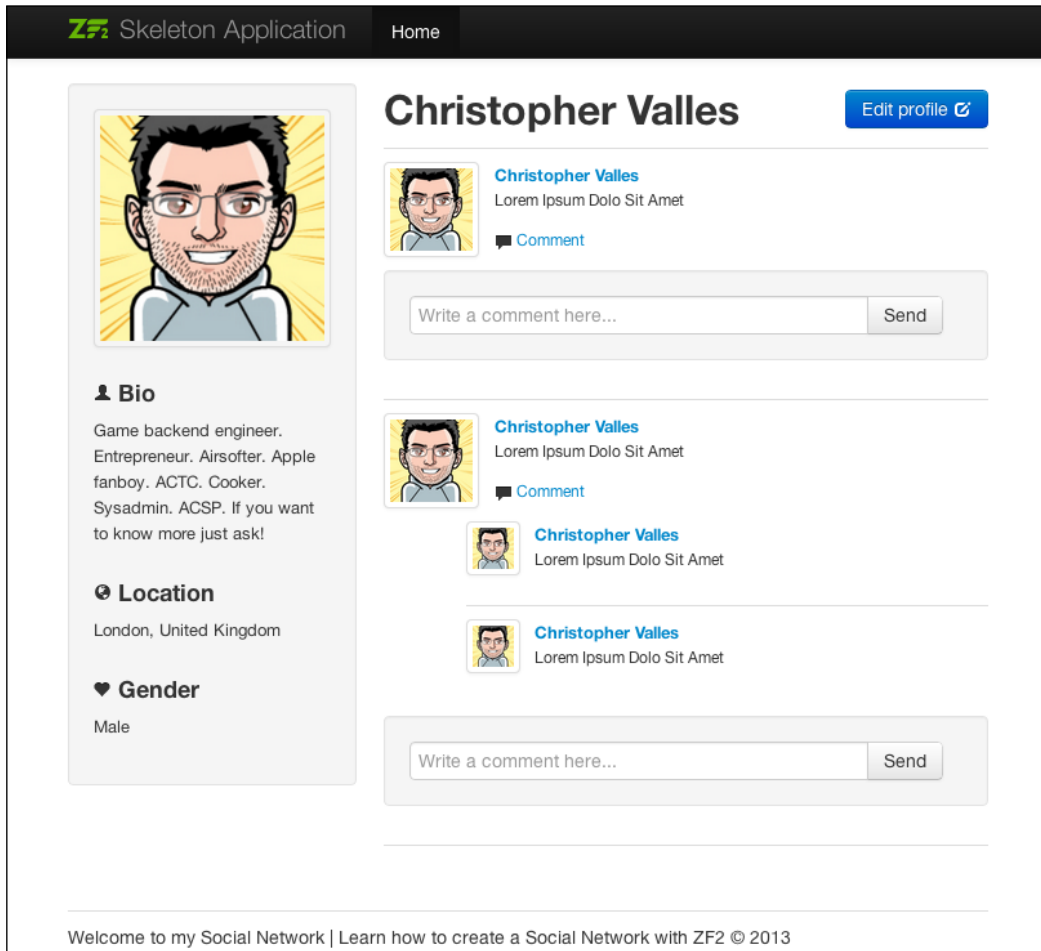 ZF2 Skeleton Application Home
Bio
Game backend engineer.
Entrepreneur. Airsofter. Apple
fanboy. ACTC. Cooker.
Sysadmin. ACSP. If you want
to know more just ask!
Location
London, United Kingdom
Gender
Male
Christopher Valles
Edit profile
Christopher Valles
Lorem Ipsum Dolo Sit Amet
Comment
Write a comment here...
Send
Christopher Valles
Lorem Ipsum Dolo Sit Amet
Comment
Christopher Valles
Lorem Ipsum Dolo Sit Amet
Christopher Valles
Lorem Ipsum Dolo Sit Amet
Write a comment here...
Send
Welcome to my Social Network | Learn how to create a Social Network with ZF2 © 2013